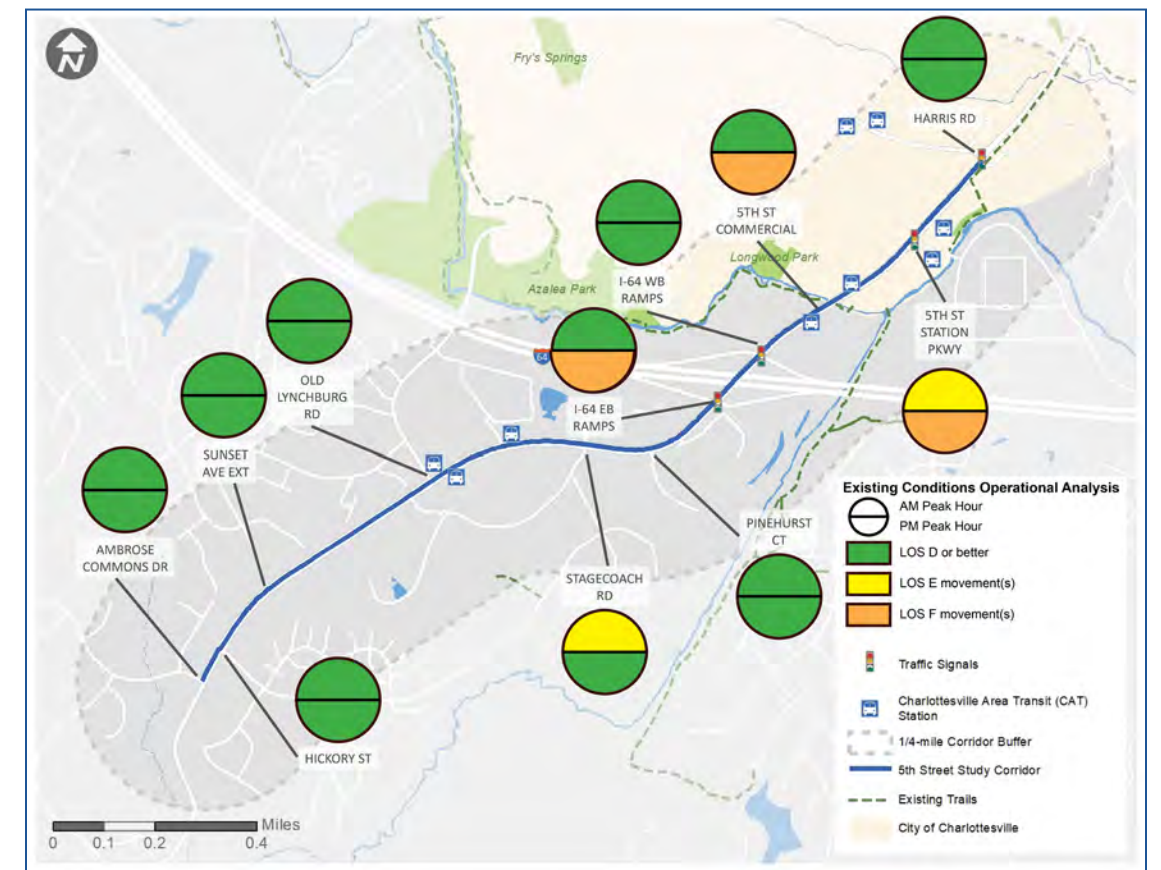 N
Fry's Springs
HARRIS RD
5TH ST
COMMERCIAL
Longwood Park
I-64 WB
RAMPS
Azalea Park
5TH ST
STATION
PKWY
64
I-64 EB
RAMPS
OLD
LYNCHBURG
RD
SUNSET
AVE EXT
AMBROSE
COMMONS DR
PINEHURST
CT
STAGECOACH
RD
HICKORY ST
Existing Conditions Operational Analysis
AM Peak Hour
PM Peak Hour
LOS D or better
LOS E movement(s)
LOS F movement(s)
Traffic Signals
Charlottesville Area Transit (CAT)
Station
1/4-mile Corridor Buffer
5th Street Study Corridor
Existing Trails
City of Charlottesville
Miles
0 0.1 0.2 0.4